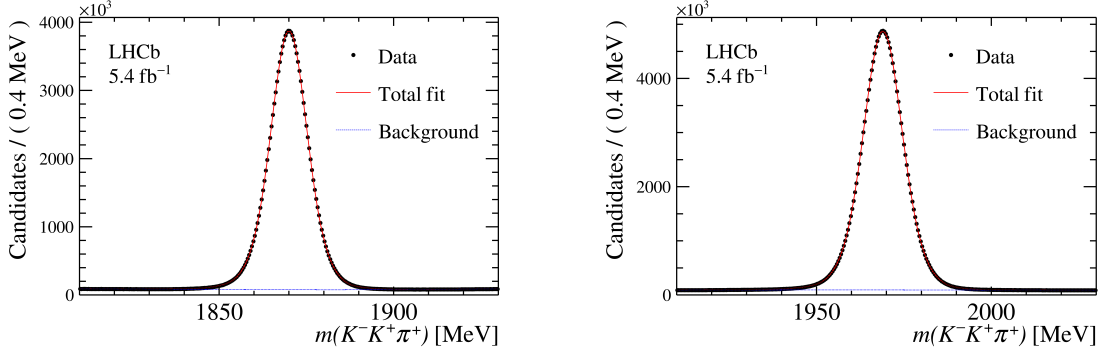 ×10³
4000
3000
2000
1000
0
Candidates / ( 0.4 MeV )
LHCb
5.4 fb⁻¹
Data
Total fit
Background
1850
1900
m(K⁻K⁺π⁺) [MeV]
×10³
4000
2000
0
Candidates / ( 0.4 MeV )
LHCb
5.4 fb⁻¹
Data
Total fit
Background
1950
2000
m(K⁻K⁺π⁺) [MeV]